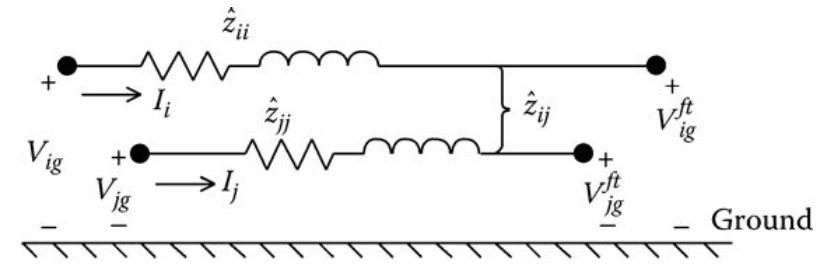 ẑ_ii
+ I_i ẑ_jj ẑ_ij + V_ig^ft
V_ig + V_jg I_j + V_jg^ft
– – – – Ground